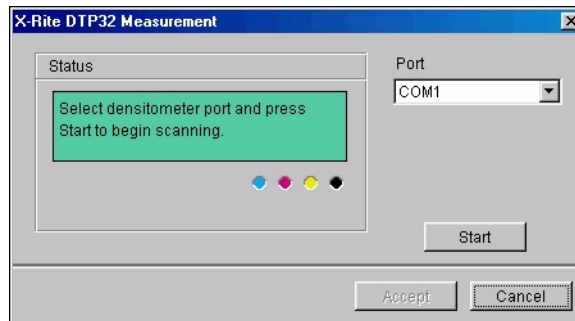 X-Rite DTP32 Measurement
Status
Select densitometer port and press
Start to begin scanning.
Port
COM1
Start
Accept
Cancel